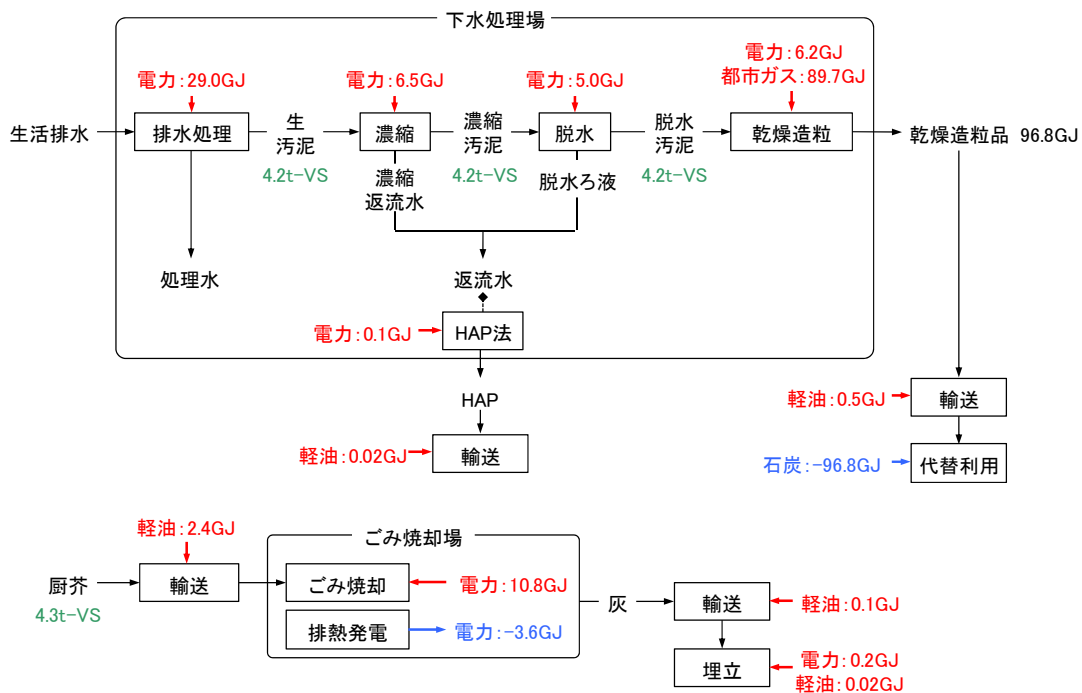 下水処理場
電力：29.0GJ
電力：6.5GJ
電力：5.0GJ
電力：6.2GJ
都市ガス：89.7GJ
生活排水
排水処理
生
汚泥
4.2t-VS
濃縮
濃縮
汚泥
4.2t-VS
脱水
脱水
汚泥
4.2t-VS
乾燥造粒
乾燥造粒品 96.8GJ
濃縮
返流水
脱水ろ液
処理水
返流水
電力：0.1GJ
HAP法
HAP
軽油：0.02GJ
輸送
軽油：0.5GJ
輸送
石炭：-96.8GJ
代替利用
軽油：2.4GJ
ごみ焼却場
厨芥
4.3t-VS
輸送
ごみ焼却
電力：10.8GJ
排熱発電
電力：-3.6GJ
灰
輸送
軽油：0.1GJ
埋立
電力：0.2GJ
軽油：0.02GJ